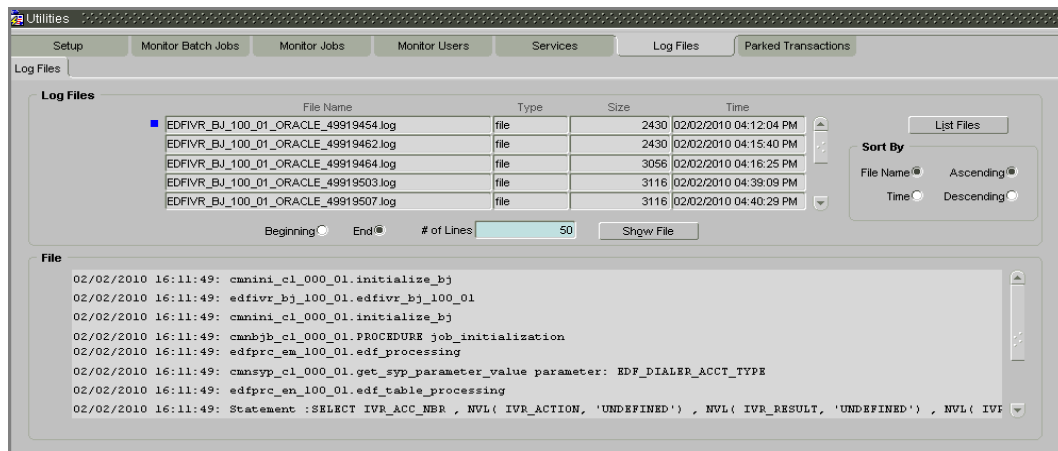 Utilities
Setup Monitor Batch Jobs Monitor Jobs Monitor Users Services Log Files Parked Transactions
Log Files
Log Files
File Name Type Size Time
EDFIVR_BJ_100_01_ORACLE_49919454.log file 2430 02/02/2010 04:12:04 PM
EDFIVR_BJ_100_01_ORACLE_49919462.log file 2430 02/02/2010 04:15:40 PM
EDFIVR_BJ_100_01_ORACLE_49919464.log file 3056 02/02/2010 04:16:25 PM
EDFIVR_BJ_100_01_ORACLE_49919503.log file 3116 02/02/2010 04:39:09 PM
EDFIVR_BJ_100_01_ORACLE_49919507.log file 3116 02/02/2010 04:40:29 PM
List Files
Sort By
File Name Ascending
Time Descending
Beginning End # of Lines 50 Show File
File
02/02/2010 16:11:49: cmnini_cl_000_01.initialize_bj
02/02/2010 16:11:49: edfivr_bj_100_01.edfivr_bj_100_01
02/02/2010 16:11:49: cmnini_cl_000_01.initialize_bj
02/02/2010 16:11:49: cmnbjb_cl_000_01.PROCEDURE job_initialization
02/02/2010 16:11:49: edfprc_em_100_01.edf_processing
02/02/2010 16:11:49: cmnsyp_cl_000_01.get_syp_parameter_value parameter: EDF_DIALER_ACCT_TYPE
02/02/2010 16:11:49: edfprc_en_100_01.edf_table_processing
02/02/2010 16:11:49: Statement :SELECT IVR_ACC_NBR , NVL( IVR_ACTION, 'UNDEFINED') , NVL( IVR_RESULT, 'UNDEFINED') , NVL( IVR